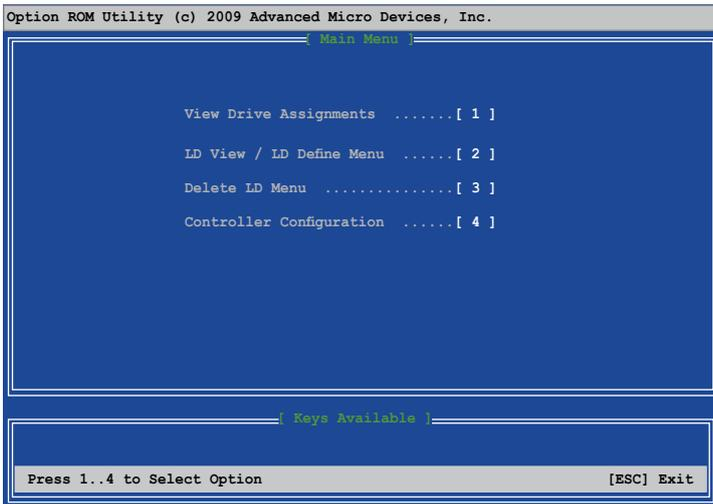 Option ROM Utility (c) 2009 Advanced Micro Devices, Inc.
[ Main Menu ]
View Drive Assignments .......[ 1 ]
LD View / LD Define Menu ......[ 2 ]
Delete LD Menu ...............[ 3 ]
Controller Configuration ......[ 4 ]
[ Keys Available ]
Press 1..4 to Select Option [ESC] Exit